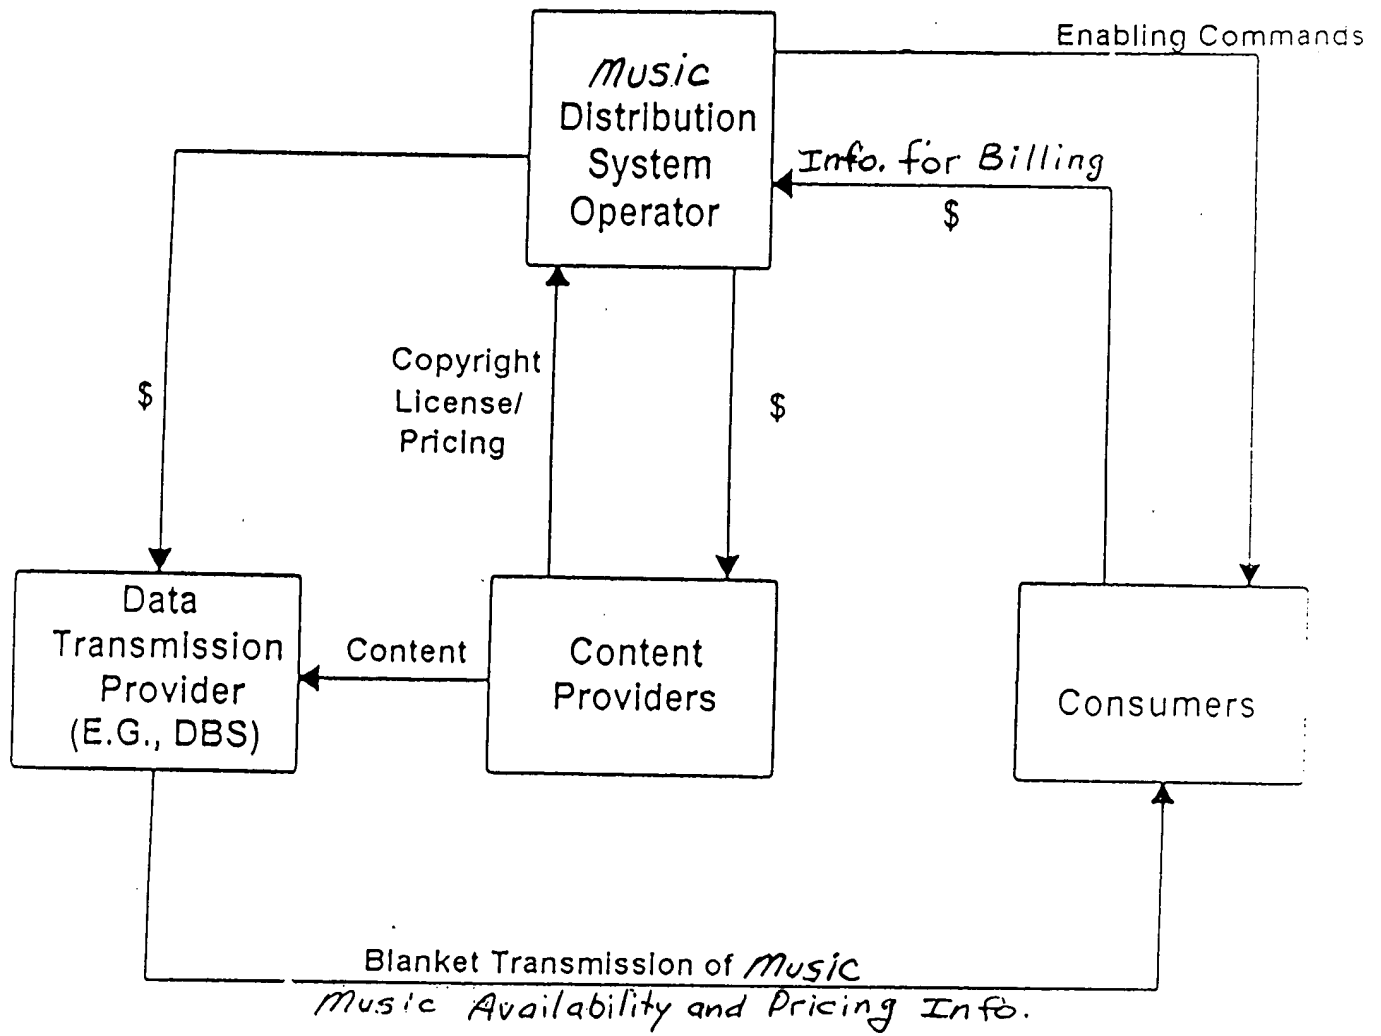 Enabling Commands
Music
Distribution
System
Operator
Info. for Billing
$
Copyright
License/
Pricing
$
$
Data
Transmission
Provider
(E.G., DBS)
Content
Content
Providers
Consumers
Blanket Transmission of Music
Music Availability and Pricing Info.